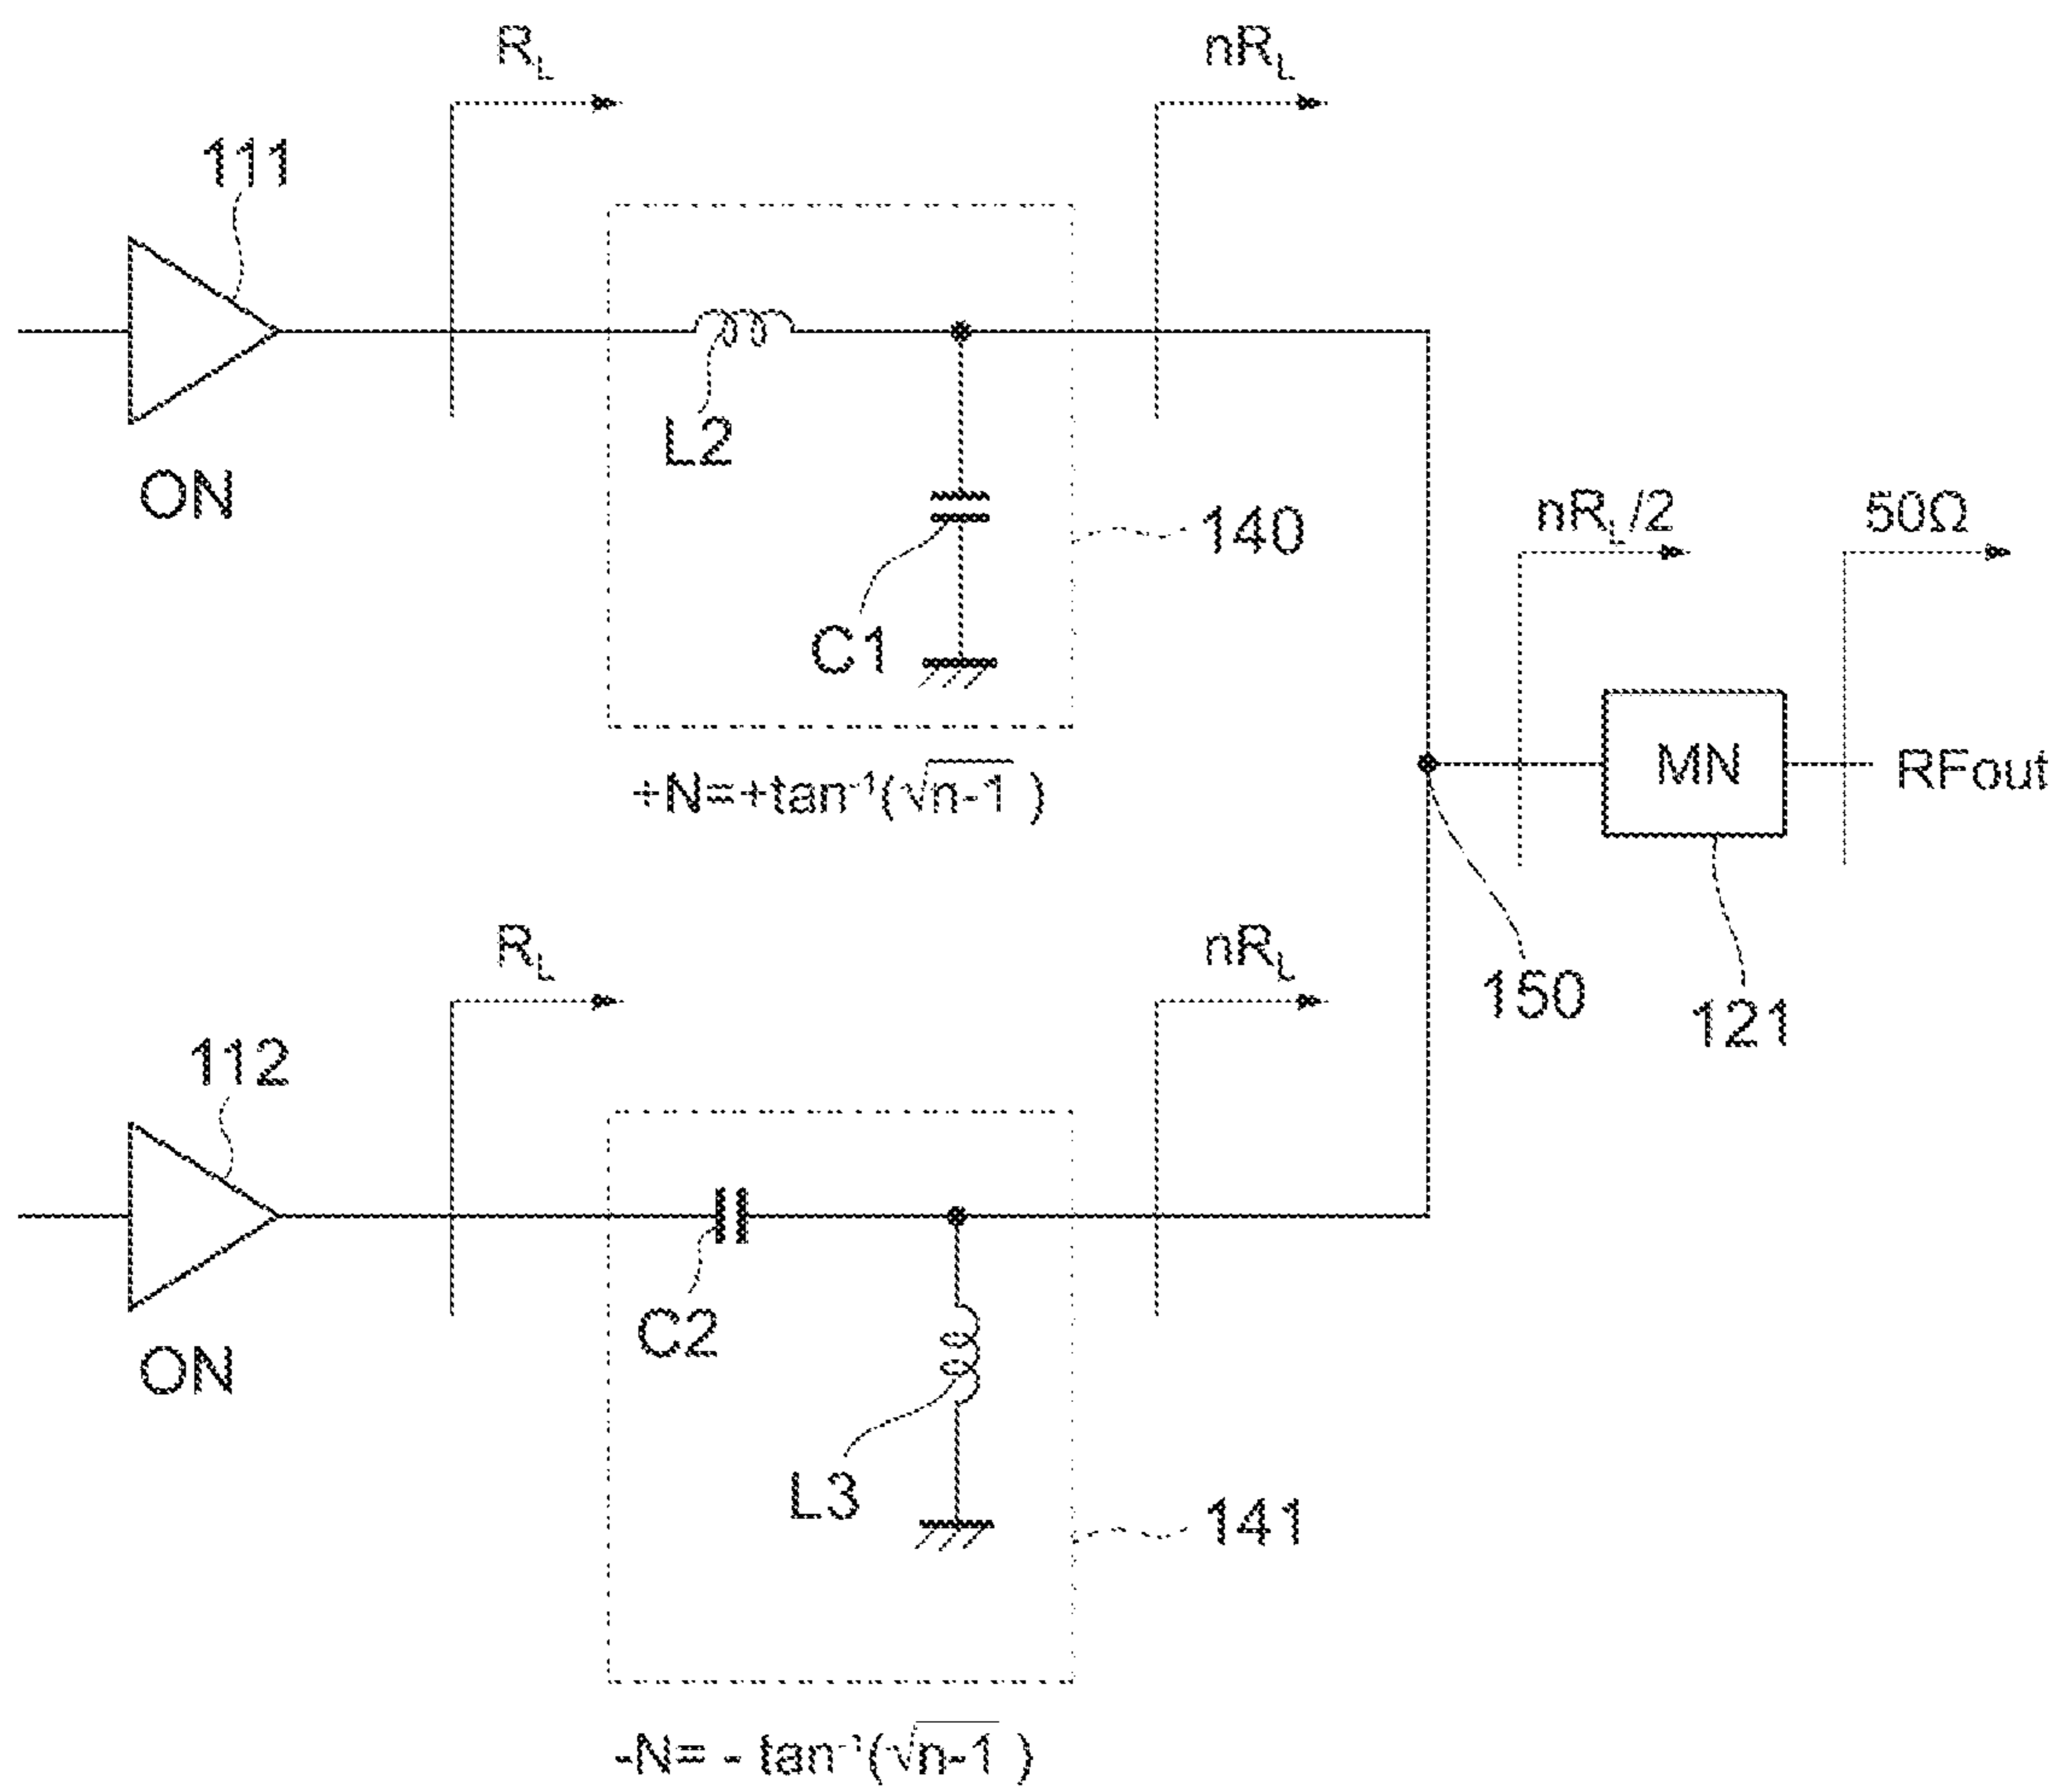 R_L
nR_L
111
ON
L2
C1
140
nR_L/2
50Ω
+N=+tan⁻¹(√n-1)
MN
RFout
150
121
R_L
nR_L
112
ON
C2
L3
141
-N= - tan⁻¹(√n-1)